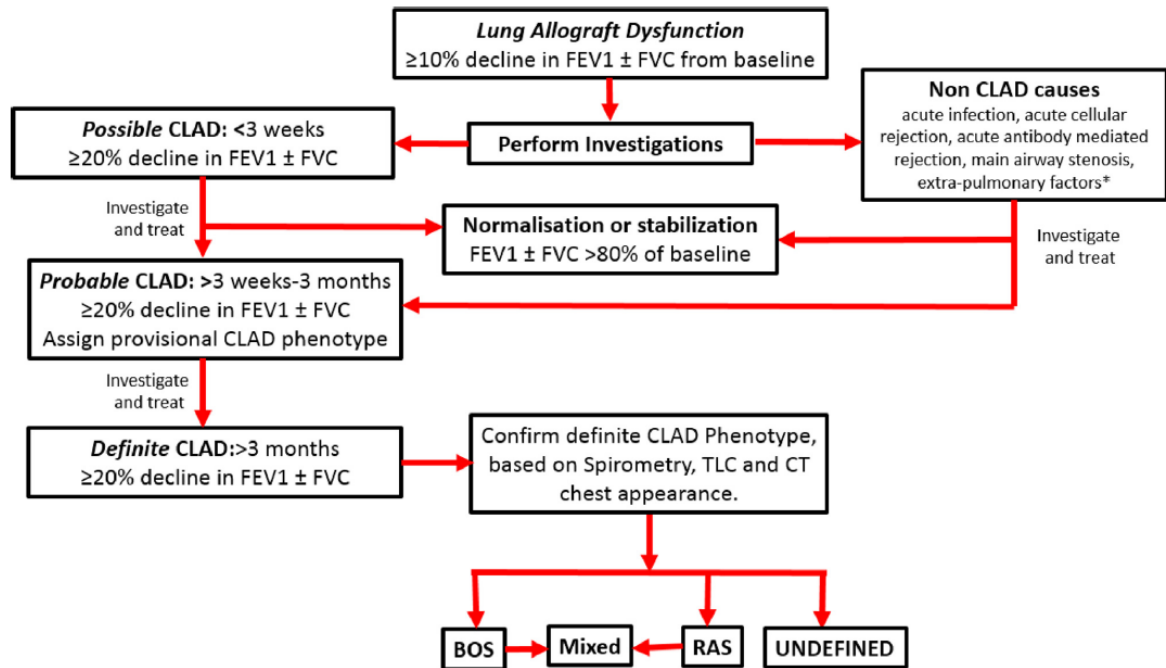 Lung Allograft Dysfunction
≥10% decline in FEV1 ± FVC from baseline
Non CLAD causes
acute infection, acute cellular
rejection, acute antibody mediated
rejection, main airway stenosis,
extra-pulmonary factors*
Possible CLAD: <3 weeks
≥20% decline in FEV1 ± FVC
Perform Investigations
Investigate
and treat
Normalisation or stabilization
FEV1 ± FVC >80% of baseline
Investigate
and treat
Probable CLAD: >3 weeks-3 months
≥20% decline in FEV1 ± FVC
Assign provisional CLAD phenotype
Investigate
and treat
Definite CLAD:>3 months
≥20% decline in FEV1 ± FVC
Confirm definite CLAD Phenotype,
based on Spirometry, TLC and CT
chest appearance.
BOS
Mixed
RAS
UNDEFINED